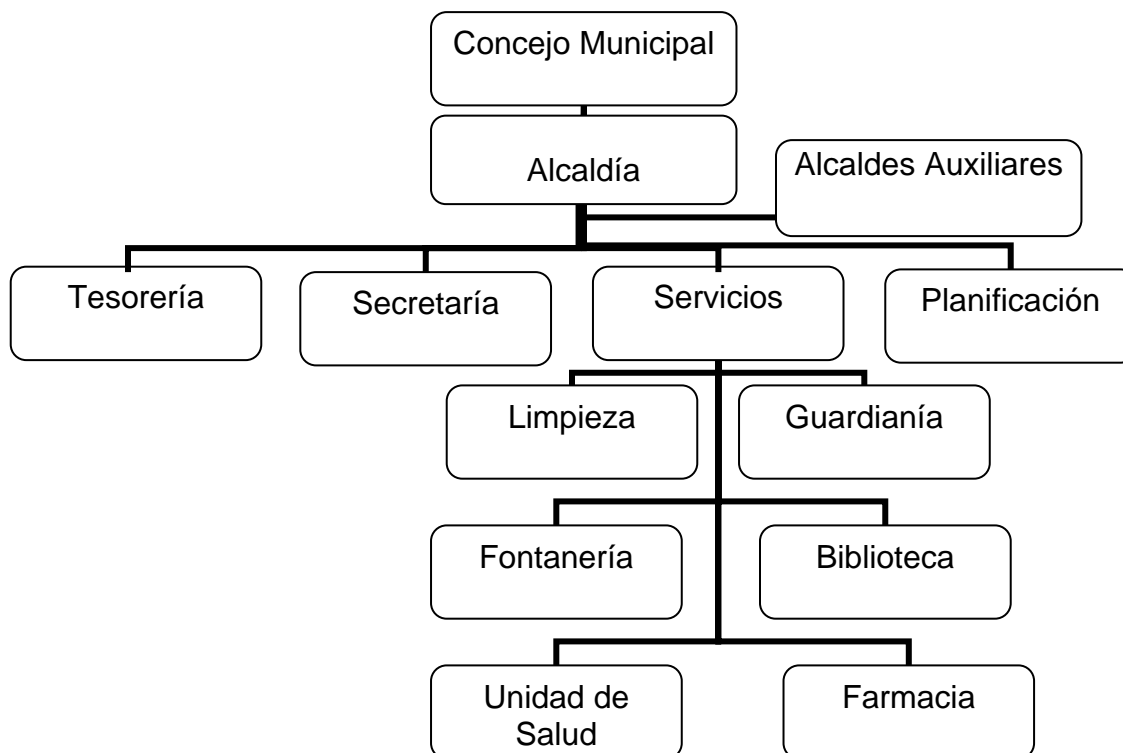 Concejo Municipal
Alcaldía
Alcaldes Auxiliares
Tesorería
Secretaría
Servicios
Planificación
Limpieza
Guardianía
Fontanería
Biblioteca
Unidad de
Salud
Farmacia